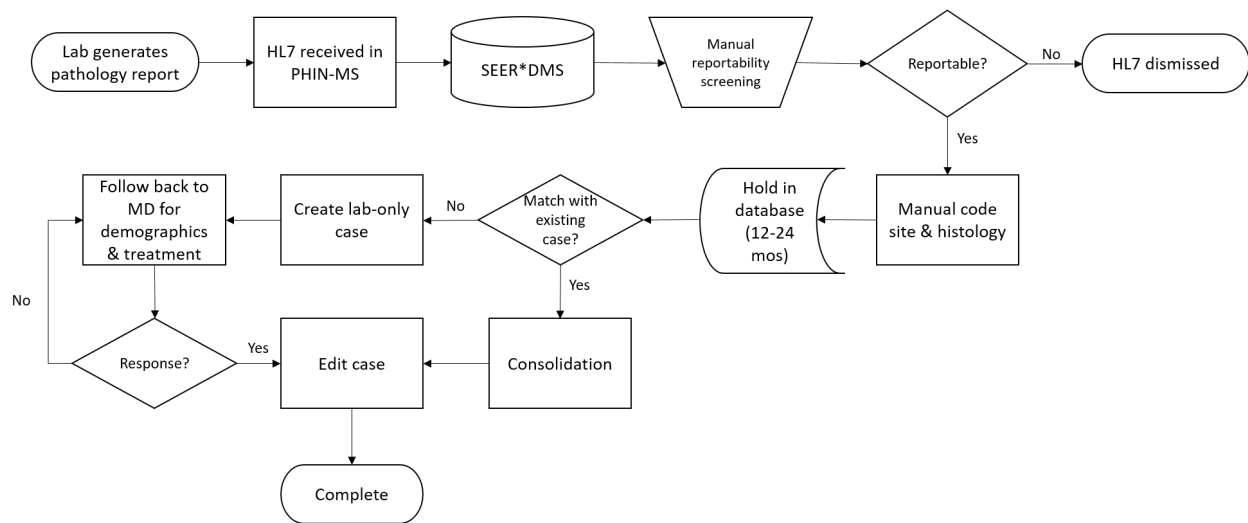 Lab generates
pathology report
HL7 received in
PHIN-MS
SEER*DMS
Manual
reportability
screening
Reportable?
No
HL7 dismissed
Yes
Follow back to
MD for
demographics
& treatment
Create lab-only
case
No
Match with
existing
case?
Hold in
database
(12-24
mos)
Manual code
site & histology
No
Yes
Response?
Yes
Edit case
Consolidation
Complete